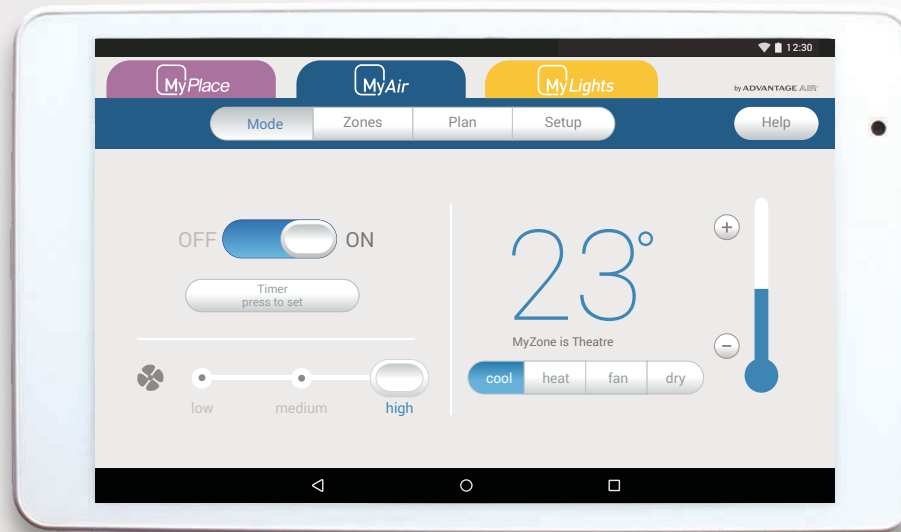 12:30
MyPlace
MyAir
MyLights
by ADVANTAGE AIR
Mode
Zones
Plan
Setup
Help
OFF
ON
Timer
press to set
23°
MyZone is Theatre
cool
heat
fan
dry
low
medium
high